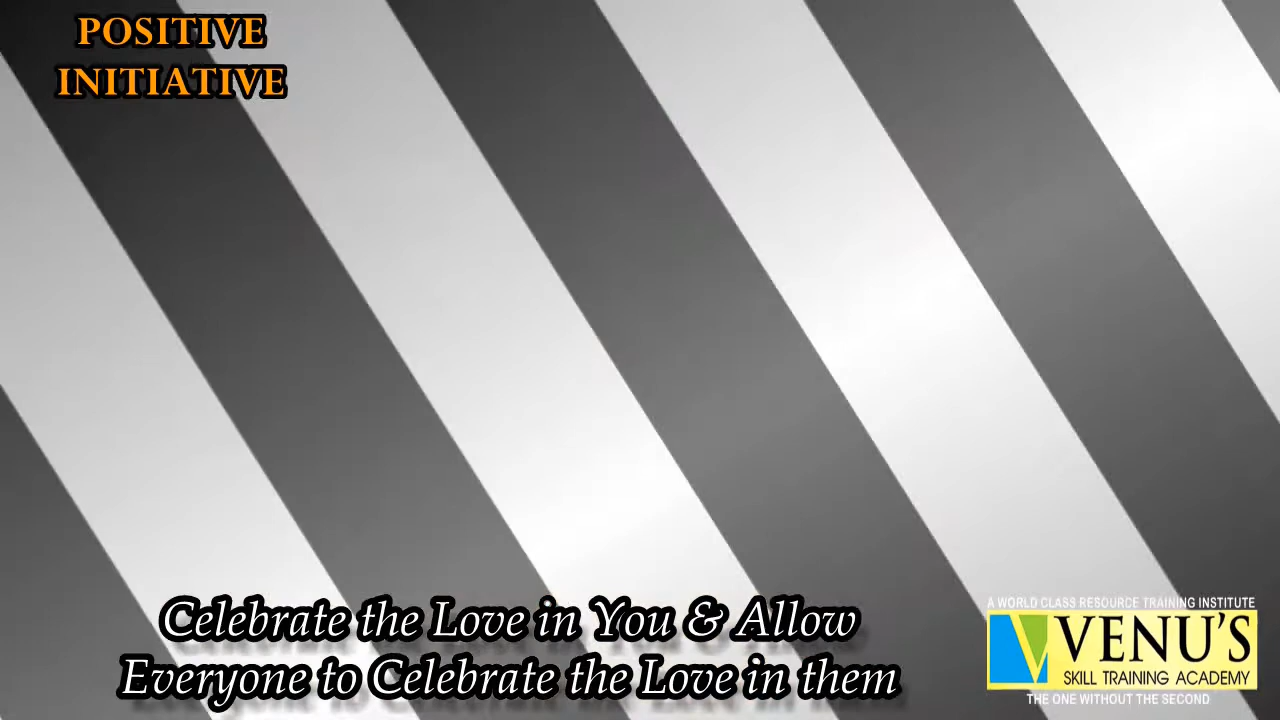 POSITIVE
INITIATIVE
Celebrate the Love in You & Allow
Everyone to Celebrate the Love in them
A WORLD CLASS RESOURCE TRAINING INSTITUTE
VENU'S
SKILL TRAINING ACADEMY
THE ONE WITHOUT THE SECOND